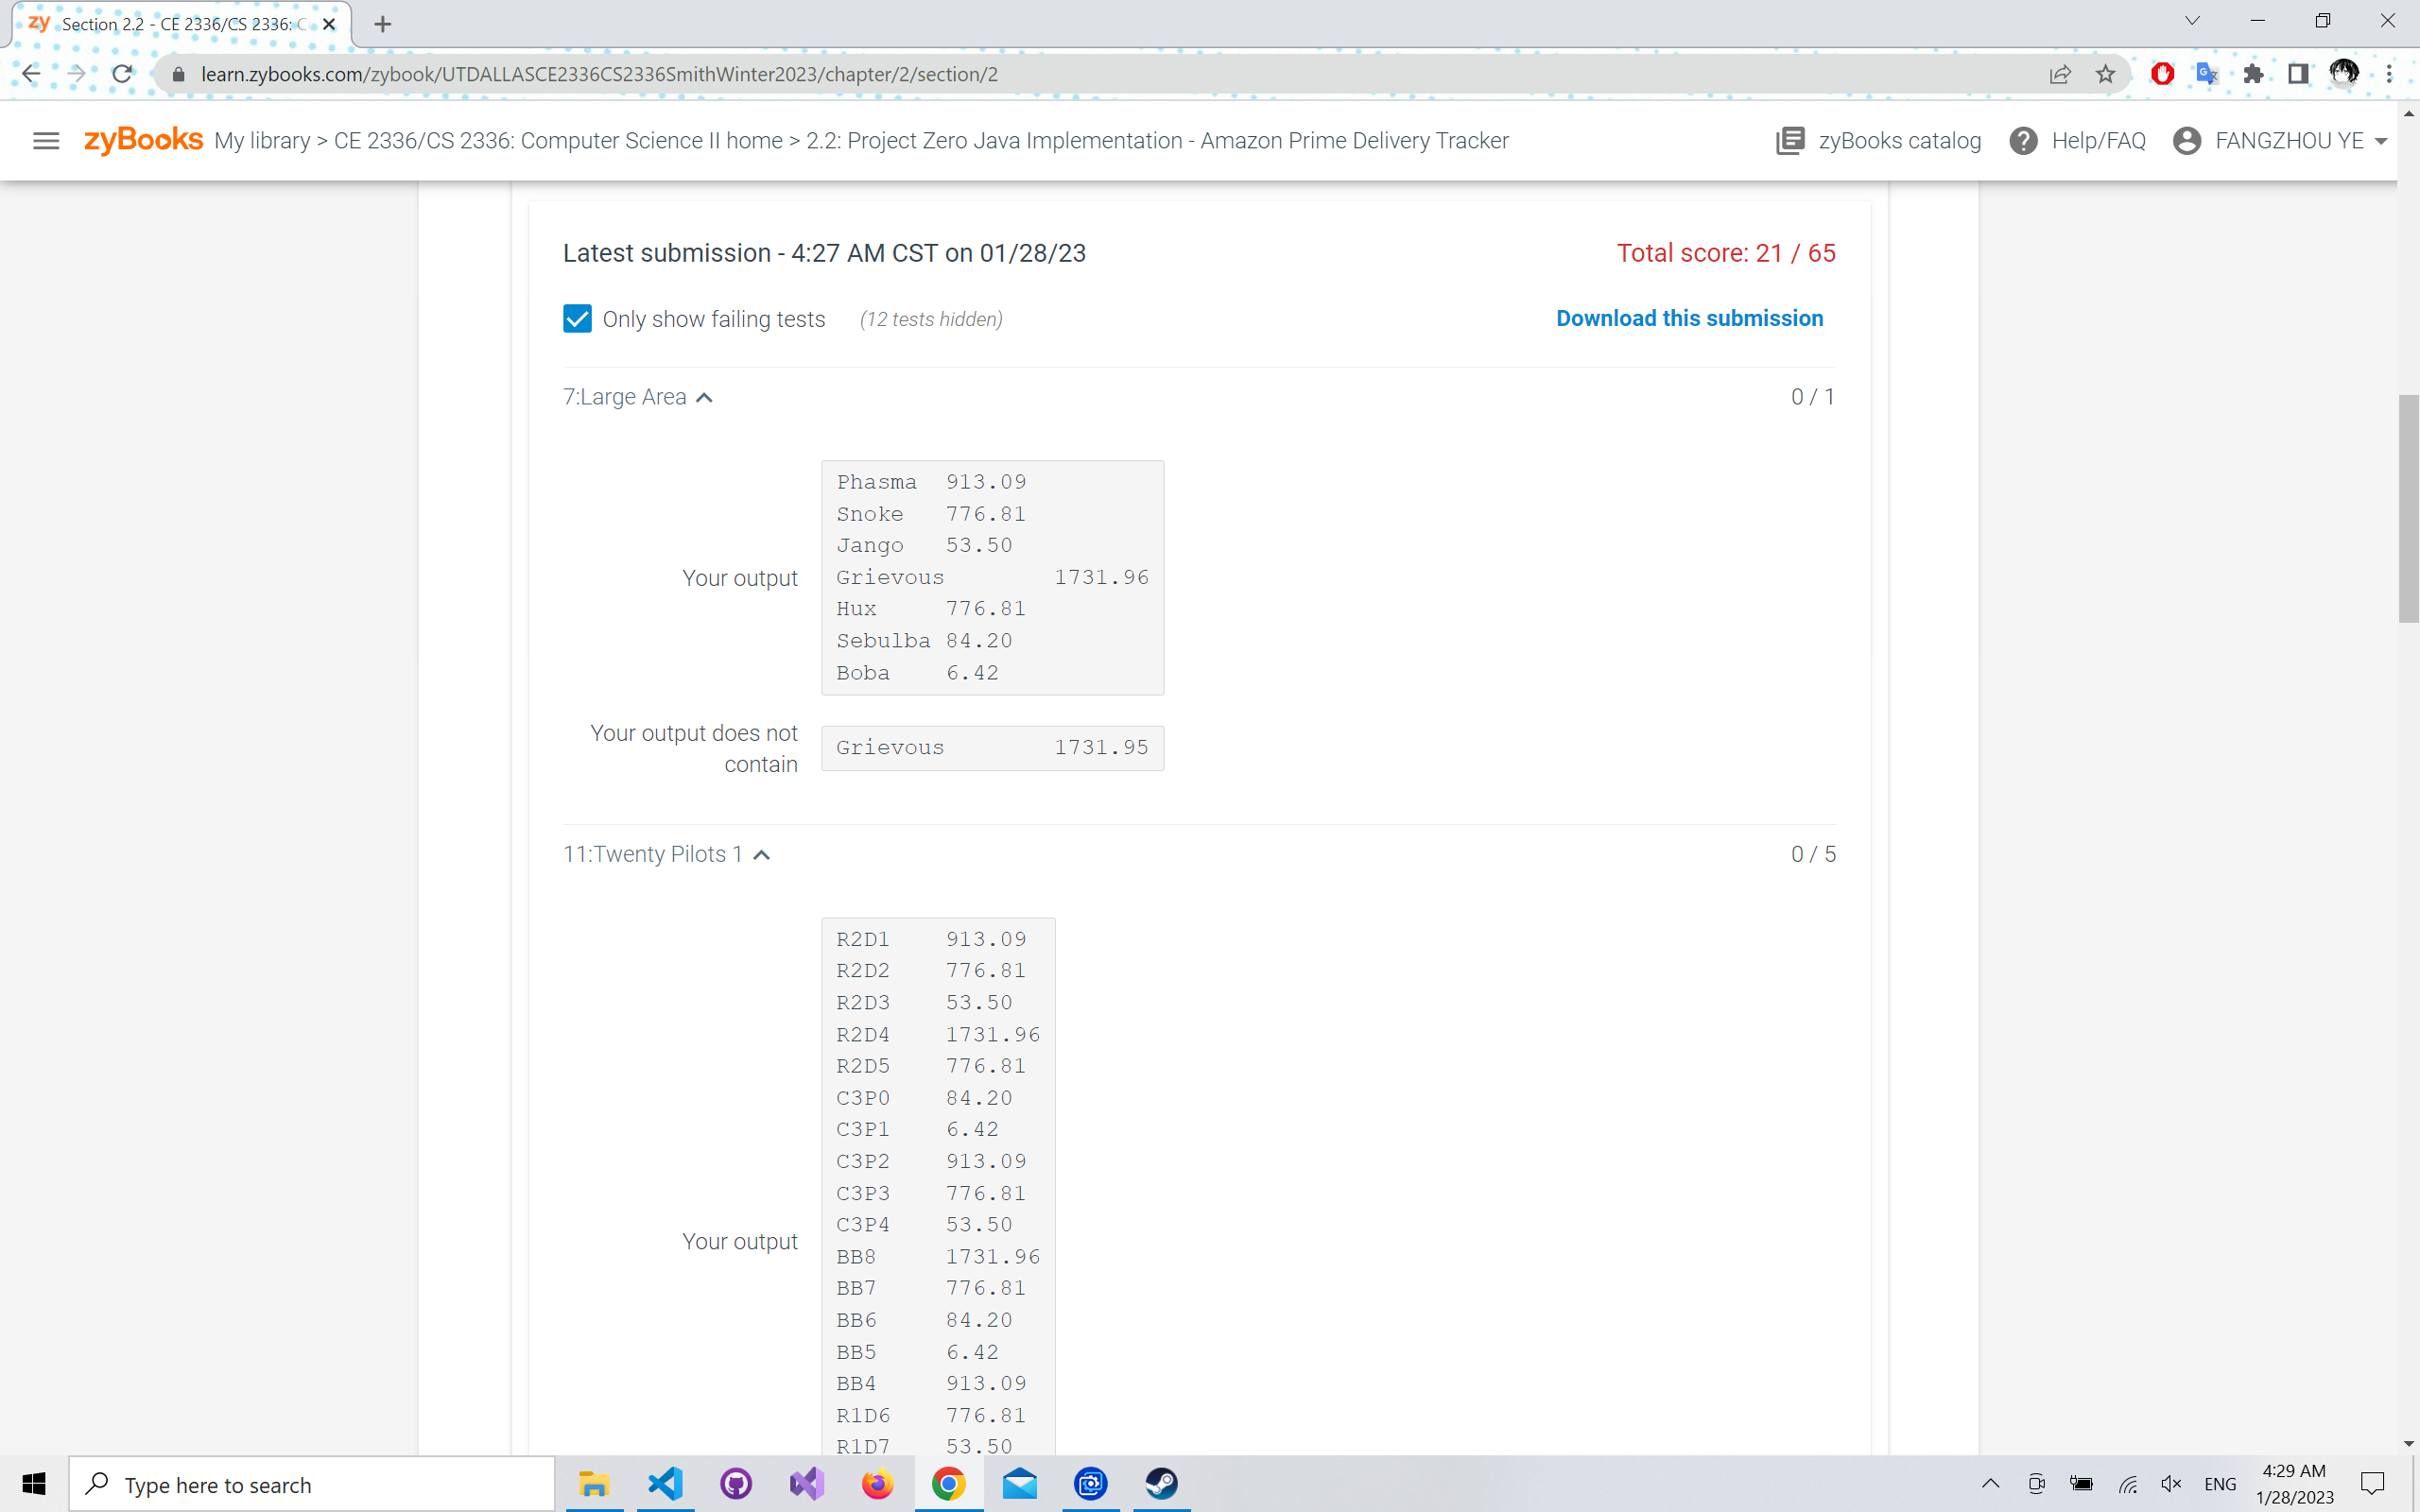 zy Section 2.2 - CE 2336/CS 2336: C
learn.zybooks.com/zybook/UTDALLASCE2336CS2336SmithWinter2023/chapter/2/section/2
zyBooks My library > CE 2336/CS 2336: Computer Science II home > 2.2: Project Zero Java Implementation - Amazon Prime Delivery Tracker
zyBooks catalog
Help/FAQ
FANGZHOU YE
Latest submission - 4:27 AM CST on 01/28/23
Total score: 21 / 65
Only show failing tests
(12 tests hidden)
Download this submission
7:Large Area
0 / 1
Your output
Phasma 913.09
Snoke 776.81
Jango 53.50
Grievous 1731.96
Hux 776.81
Sebulba 84.20
Boba 6.42
Your output does not
contain
Grievous 1731.95
11:Twenty Pilots 1
0 / 5
Your output
R2D1 913.09
R2D2 776.81
R2D3 53.50
R2D4 1731.96
R2D5 776.81
C3P0 84.20
C3P1 6.42
C3P2 913.09
C3P3 776.81
C3P4 53.50
BB8 1731.96
BB7 776.81
BB6 84.20
BB5 6.42
BB4 913.09
R1D6 776.81
R1D7 53.50
Type here to search
ENG
4:29 AM
1/28/2023